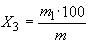 X₃ = m₁·100 / m